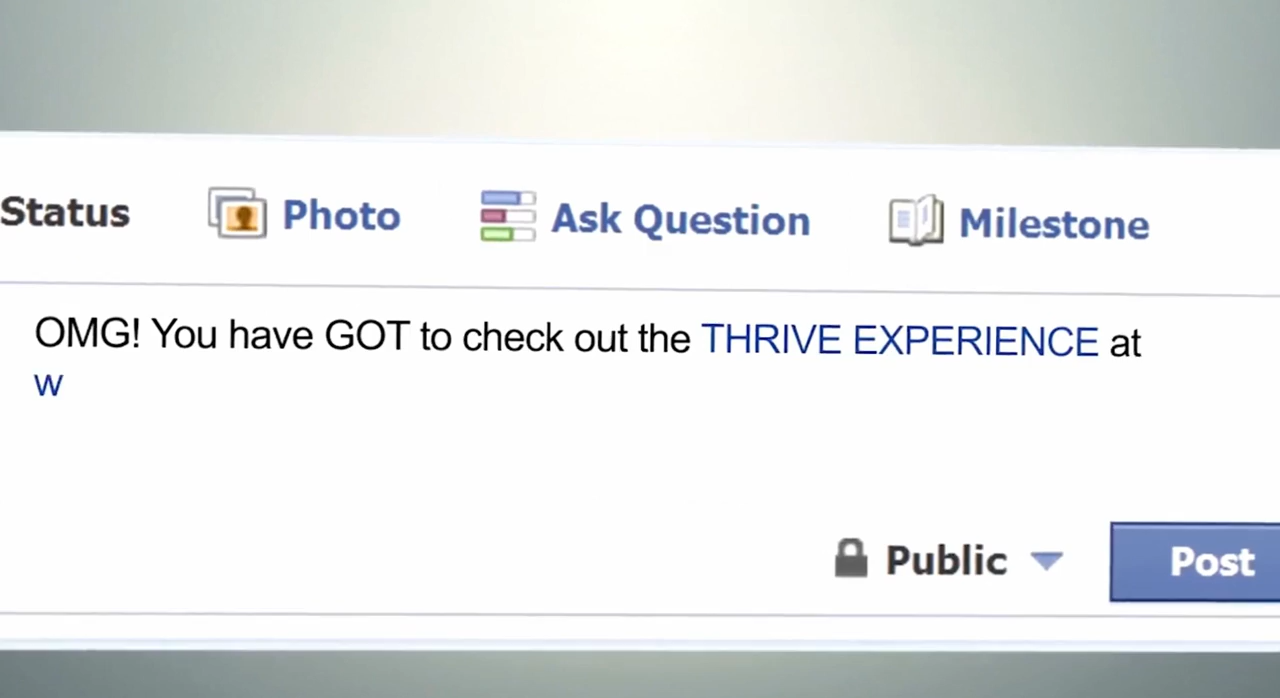 Status Photo Ask Question Milestone
OMG! You have GOT to check out the THRIVE EXPERIENCE at
w
Public Post